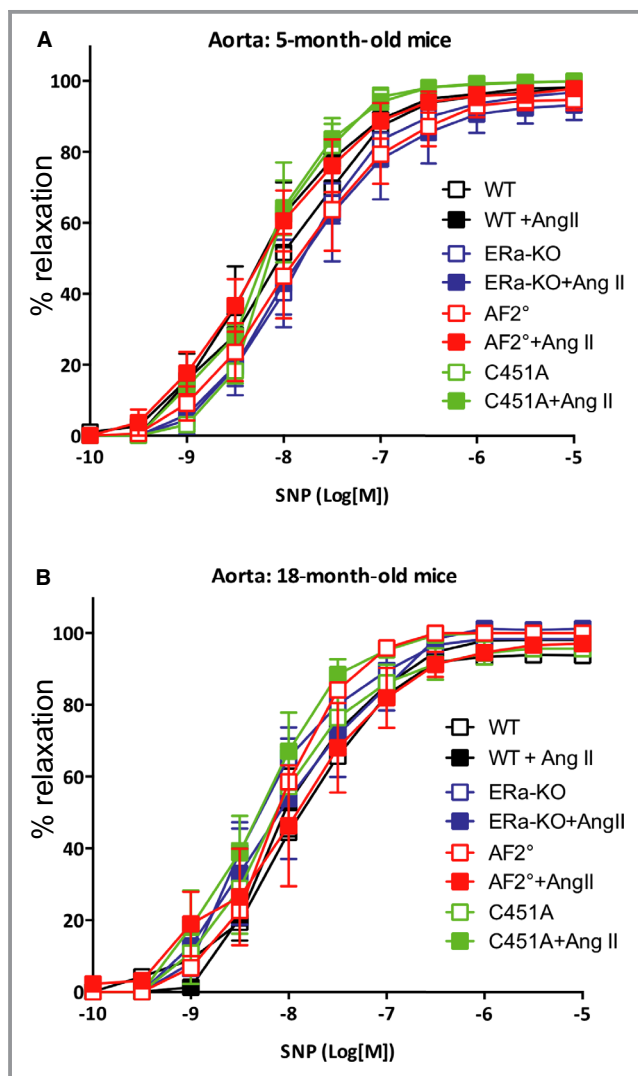 A
Aorta: 5-month-old mice
100
80
60
40
20
0
% relaxation
WT
WT +AngII
ERa-KO
ERa-KO+Ang II
AF2°
AF2°+Ang II
C451A
C451A+Ang II
-10 -9 -8 -7 -6 -5
SNP (Log[M])
B
Aorta: 18-month-old mice
100
80
60
40
20
0
% relaxation
WT
WT + Ang II
ERa-KO
ERa-KO+AngII
AF2°
AF2°+AngII
C451A
C451A+Ang II
-10 -9 -8 -7 -6 -5
SNP (Log[M])